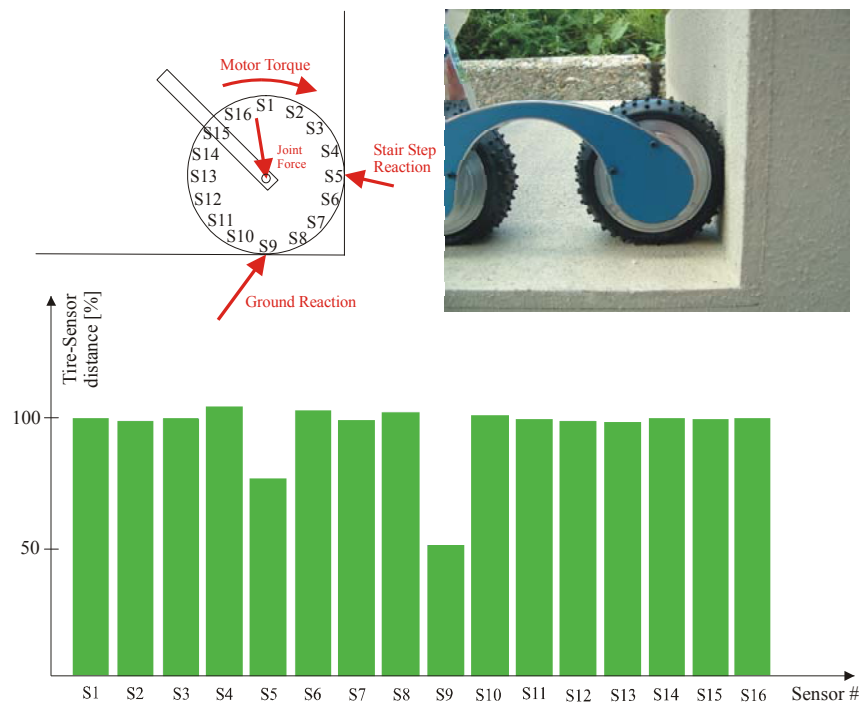 Motor Torque
S1
S2
S3
S4
S5
S6
S7
S8
S9
S10
S11
S12
S13
S14
S15
S16
Joint
Force
Stair Step
Reaction
Ground Reaction
Tire-Sensor
distance [%]
100
50
S1 S2 S3 S4 S5 S6 S7 S8 S9 S10 S11 S12 S13 S14 S15 S16 Sensor #